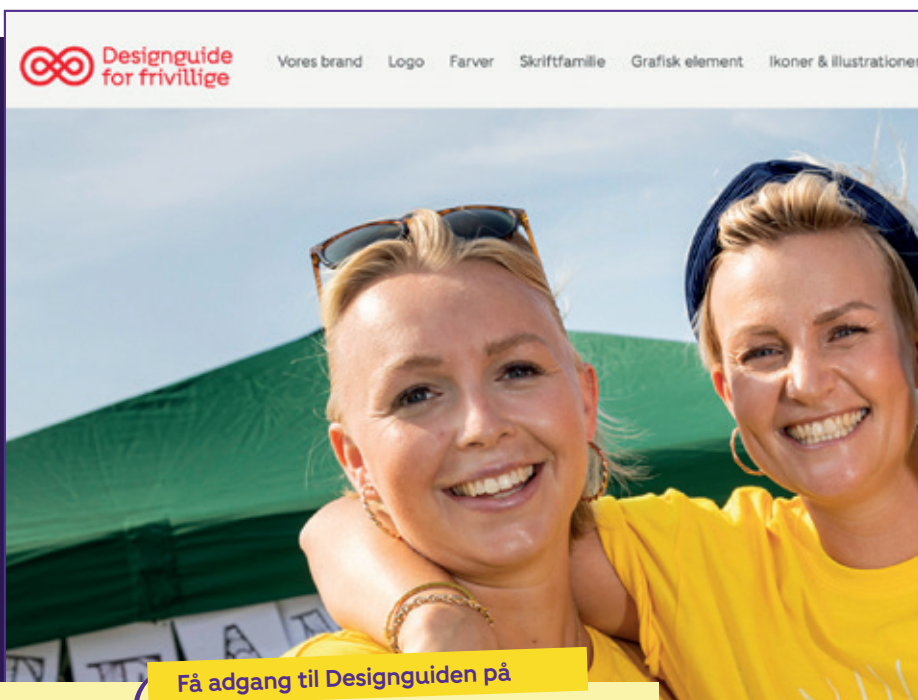 Designguide
for frivillige
Vores brand Logo Farver Skriftfamilie Grafisk element Ikoner & illustrationer
Få adgang til Designguiden på